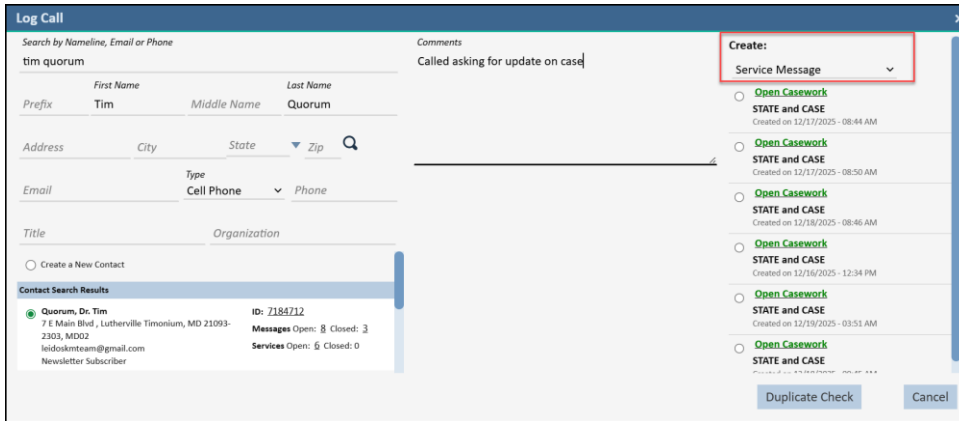 Log Call
Search by Nameline, Email or Phone
tim quorum
First Name
Last Name
Prefix Tim Middle Name Quorum
Address City State Zip
Type
Email Cell Phone Phone
Title Organization
Create a New Contact
Contact Search Results
Quorum, Dr. Tim
7 E Main Blvd , Lutherville Timonium, MD 21093-
2303, MD02
leidoskmteam@gmail.com
Newsletter Subscriber
ID: 7184712
Messages Open: 8 Closed: 3
Services Open: 6 Closed: 0
Comments
Called asking for update on case
Create:
Service Message
Open Casework
STATE and CASE
Created on 12/17/2025 - 08:44 AM
Open Casework
STATE and CASE
Created on 12/17/2025 - 08:50 AM
Open Casework
STATE and CASE
Created on 12/18/2025 - 08:46 AM
Open Casework
STATE and CASE
Created on 12/16/2025 - 12:34 PM
Open Casework
STATE and CASE
Created on 12/19/2025 - 03:51 AM
Open Casework
STATE and CASE
Duplicate Check
Cancel